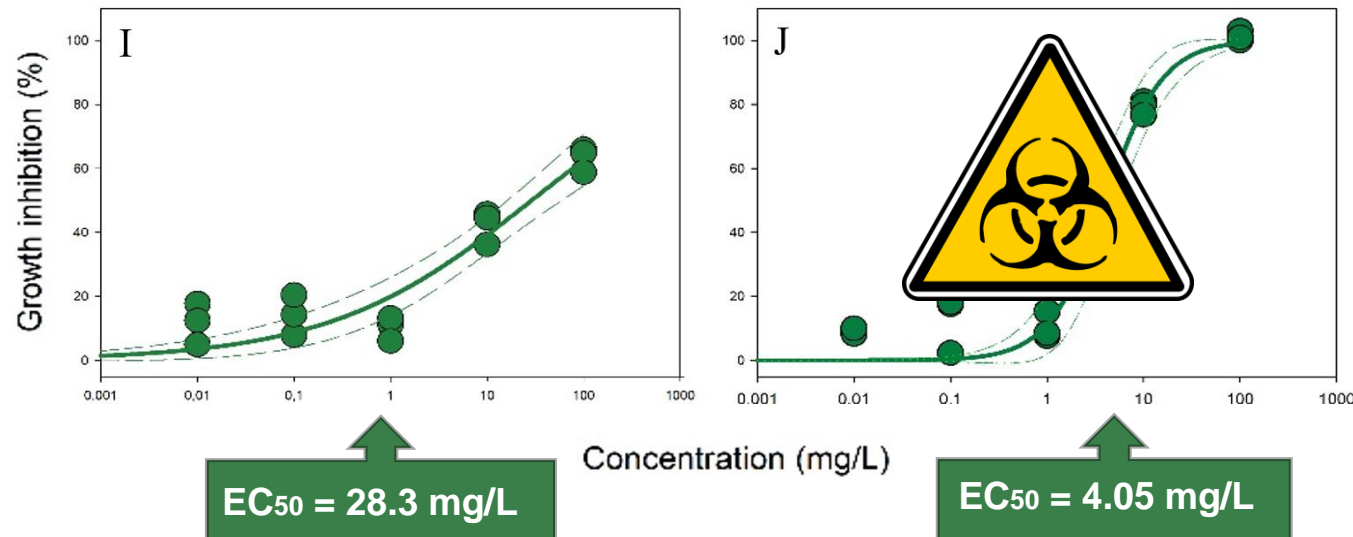 I
J
Growth inhibition (%)
100
80
60
40
20
0
0.001 0,01 0,1 1 10 100 1000
100
80
60
40
20
0
0.001 0.01 0.1 1 10 100 1000
Concentration (mg/L)
EC50 = 28.3 mg/L
EC50 = 4.05 mg/L